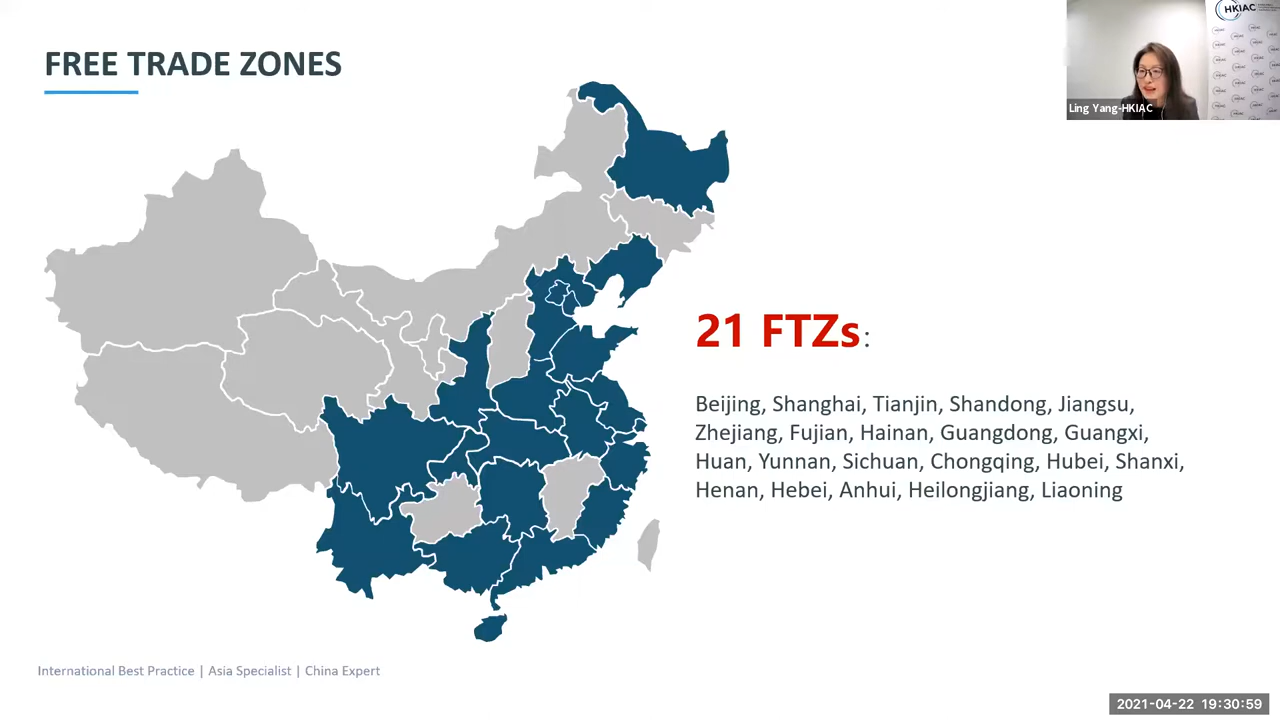 FREE TRADE ZONES
HKIAC
Ling Yang-HKIAC
21 FTZs:
Beijing, Shanghai, Tianjin, Shandong, Jiangsu,
Zhejiang, Fujian, Hainan, Guangdong, Guangxi,
Huan, Yunnan, Sichuan, Chongqing, Hubei, Shanxi,
Henan, Hebei, Anhui, Heilongjiang, Liaoning
International Best Practice | Asia Specialist | China Expert
2021-04-22 19:30:59